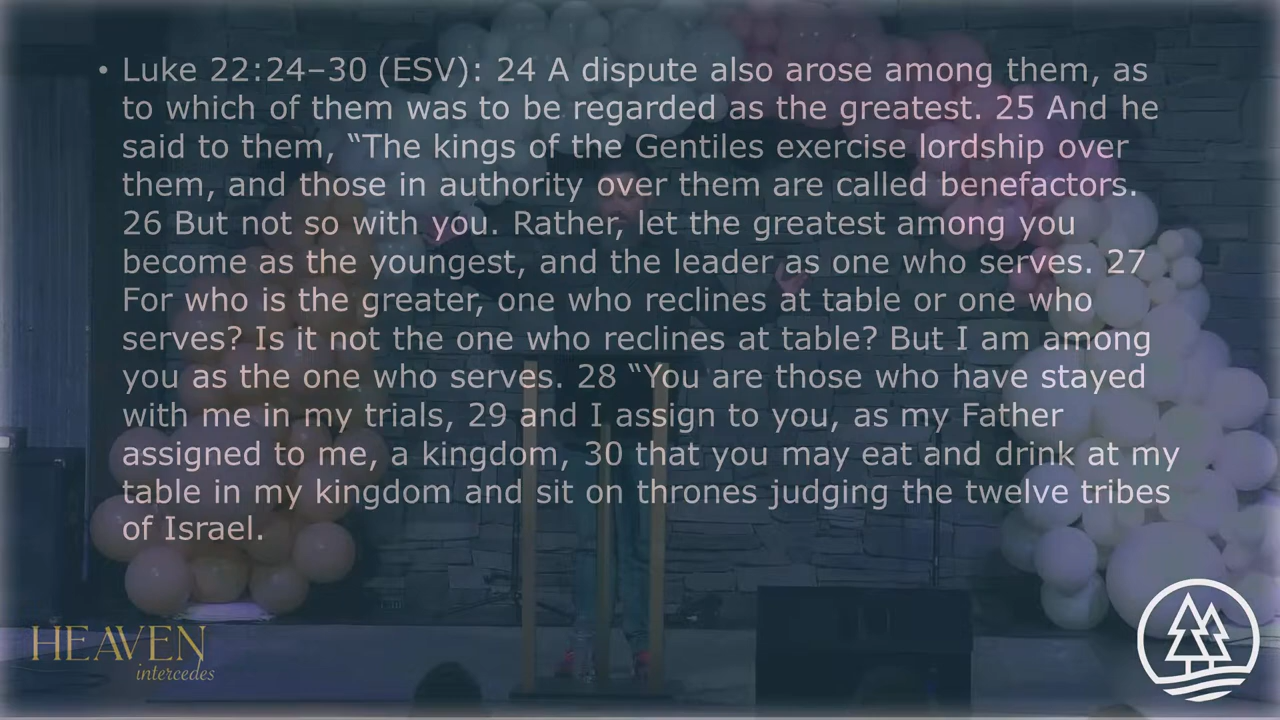 • Luke 22:24–30 (ESV): 24 A dispute also arose among them, as
to which of them was to be regarded as the greatest. 25 And he
said to them, “The kings of the Gentiles exercise lordship over
them, and those in authority over them are called benefactors.
26 But not so with you. Rather, let the greatest among you
become as the youngest, and the leader as one who serves. 27
For who is the greater, one who reclines at table or one who
serves? Is it not the one who reclines at table? But I am among
you as the one who serves. 28 “You are those who have stayed
with me in my trials, 29 and I assign to you, as my Father
assigned to me, a kingdom, 30 that you may eat and drink at my
table in my kingdom and sit on thrones judging the twelve tribes
of Israel.
HEAVEN
intercedes